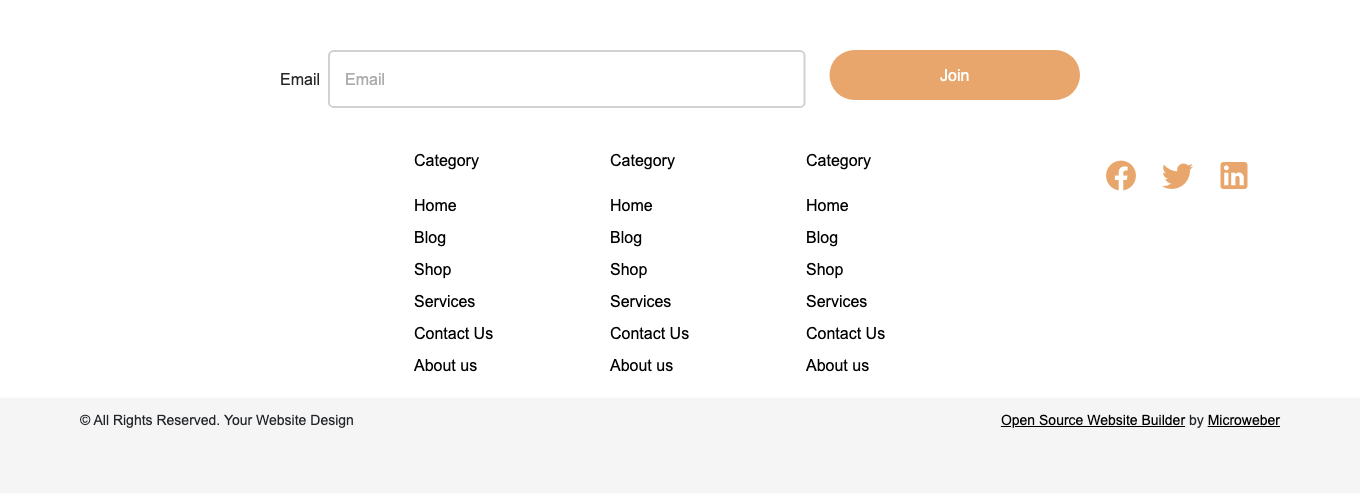 Email Email Join
Category Category Category
Home Home Home
Blog Blog Blog
Shop Shop Shop
Services Services Services
Contact Us Contact Us Contact Us
About us About us About us
© All Rights Reserved. Your Website Design Open Source Website Builder by Microweber